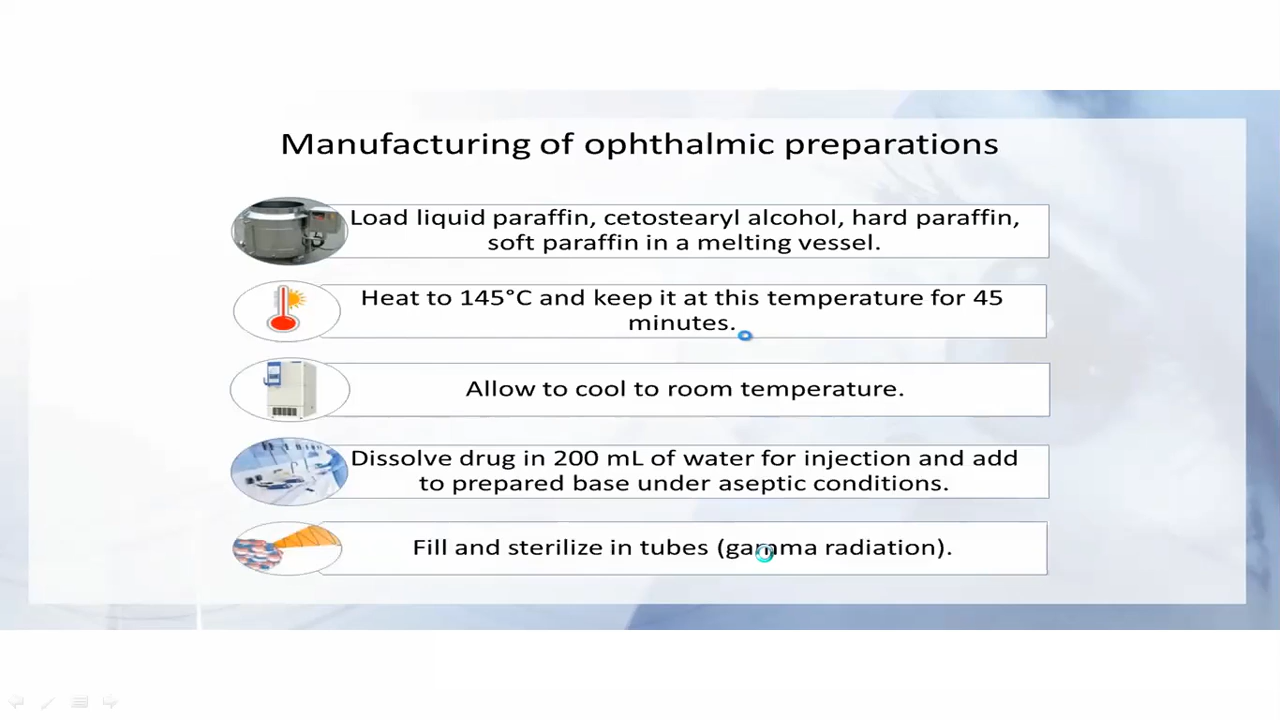 Manufacturing of ophthalmic preparations
Load liquid paraffin, cetostearyl alcohol, hard paraffin,
soft paraffin in a melting vessel.
Heat to 145°C and keep it at this temperature for 45
minutes.
Allow to cool to room temperature.
Dissolve drug in 200 mL of water for injection and add
to prepared base under aseptic conditions.
Fill and sterilize in tubes (gamma radiation).